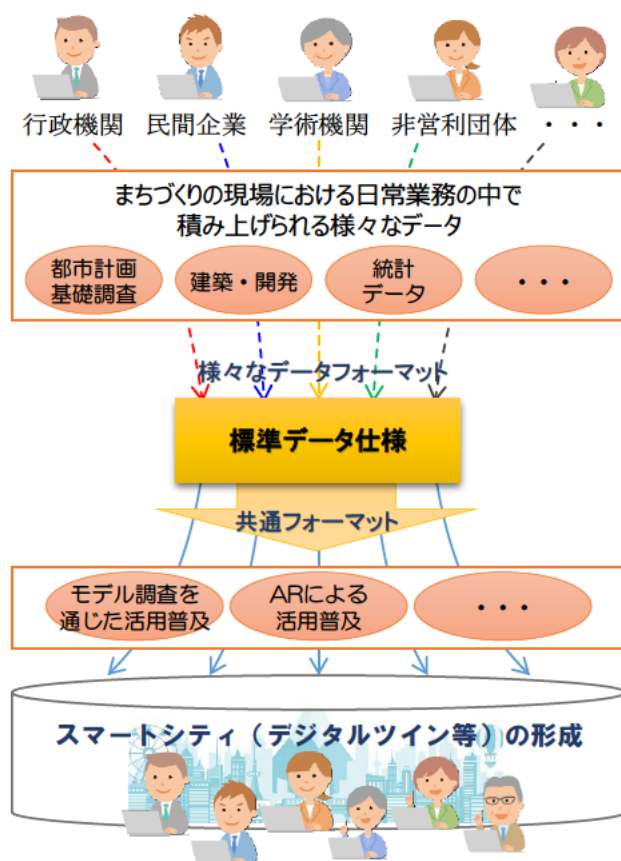 行政機関 民間企業 学術機関 非営利団体 ・・・
まちづくりの現場における日常業務の中で
積み上げられる様々なデータ
都市計画
基礎調査
建築・開発
統計
データ
・・・
様々なデータフォーマット
標準データ仕様
共通フォーマット
モデル調査を
通じた活用普及
ARによる
活用普及
・・・
スマートシティ（デジタルツイン等）の形成